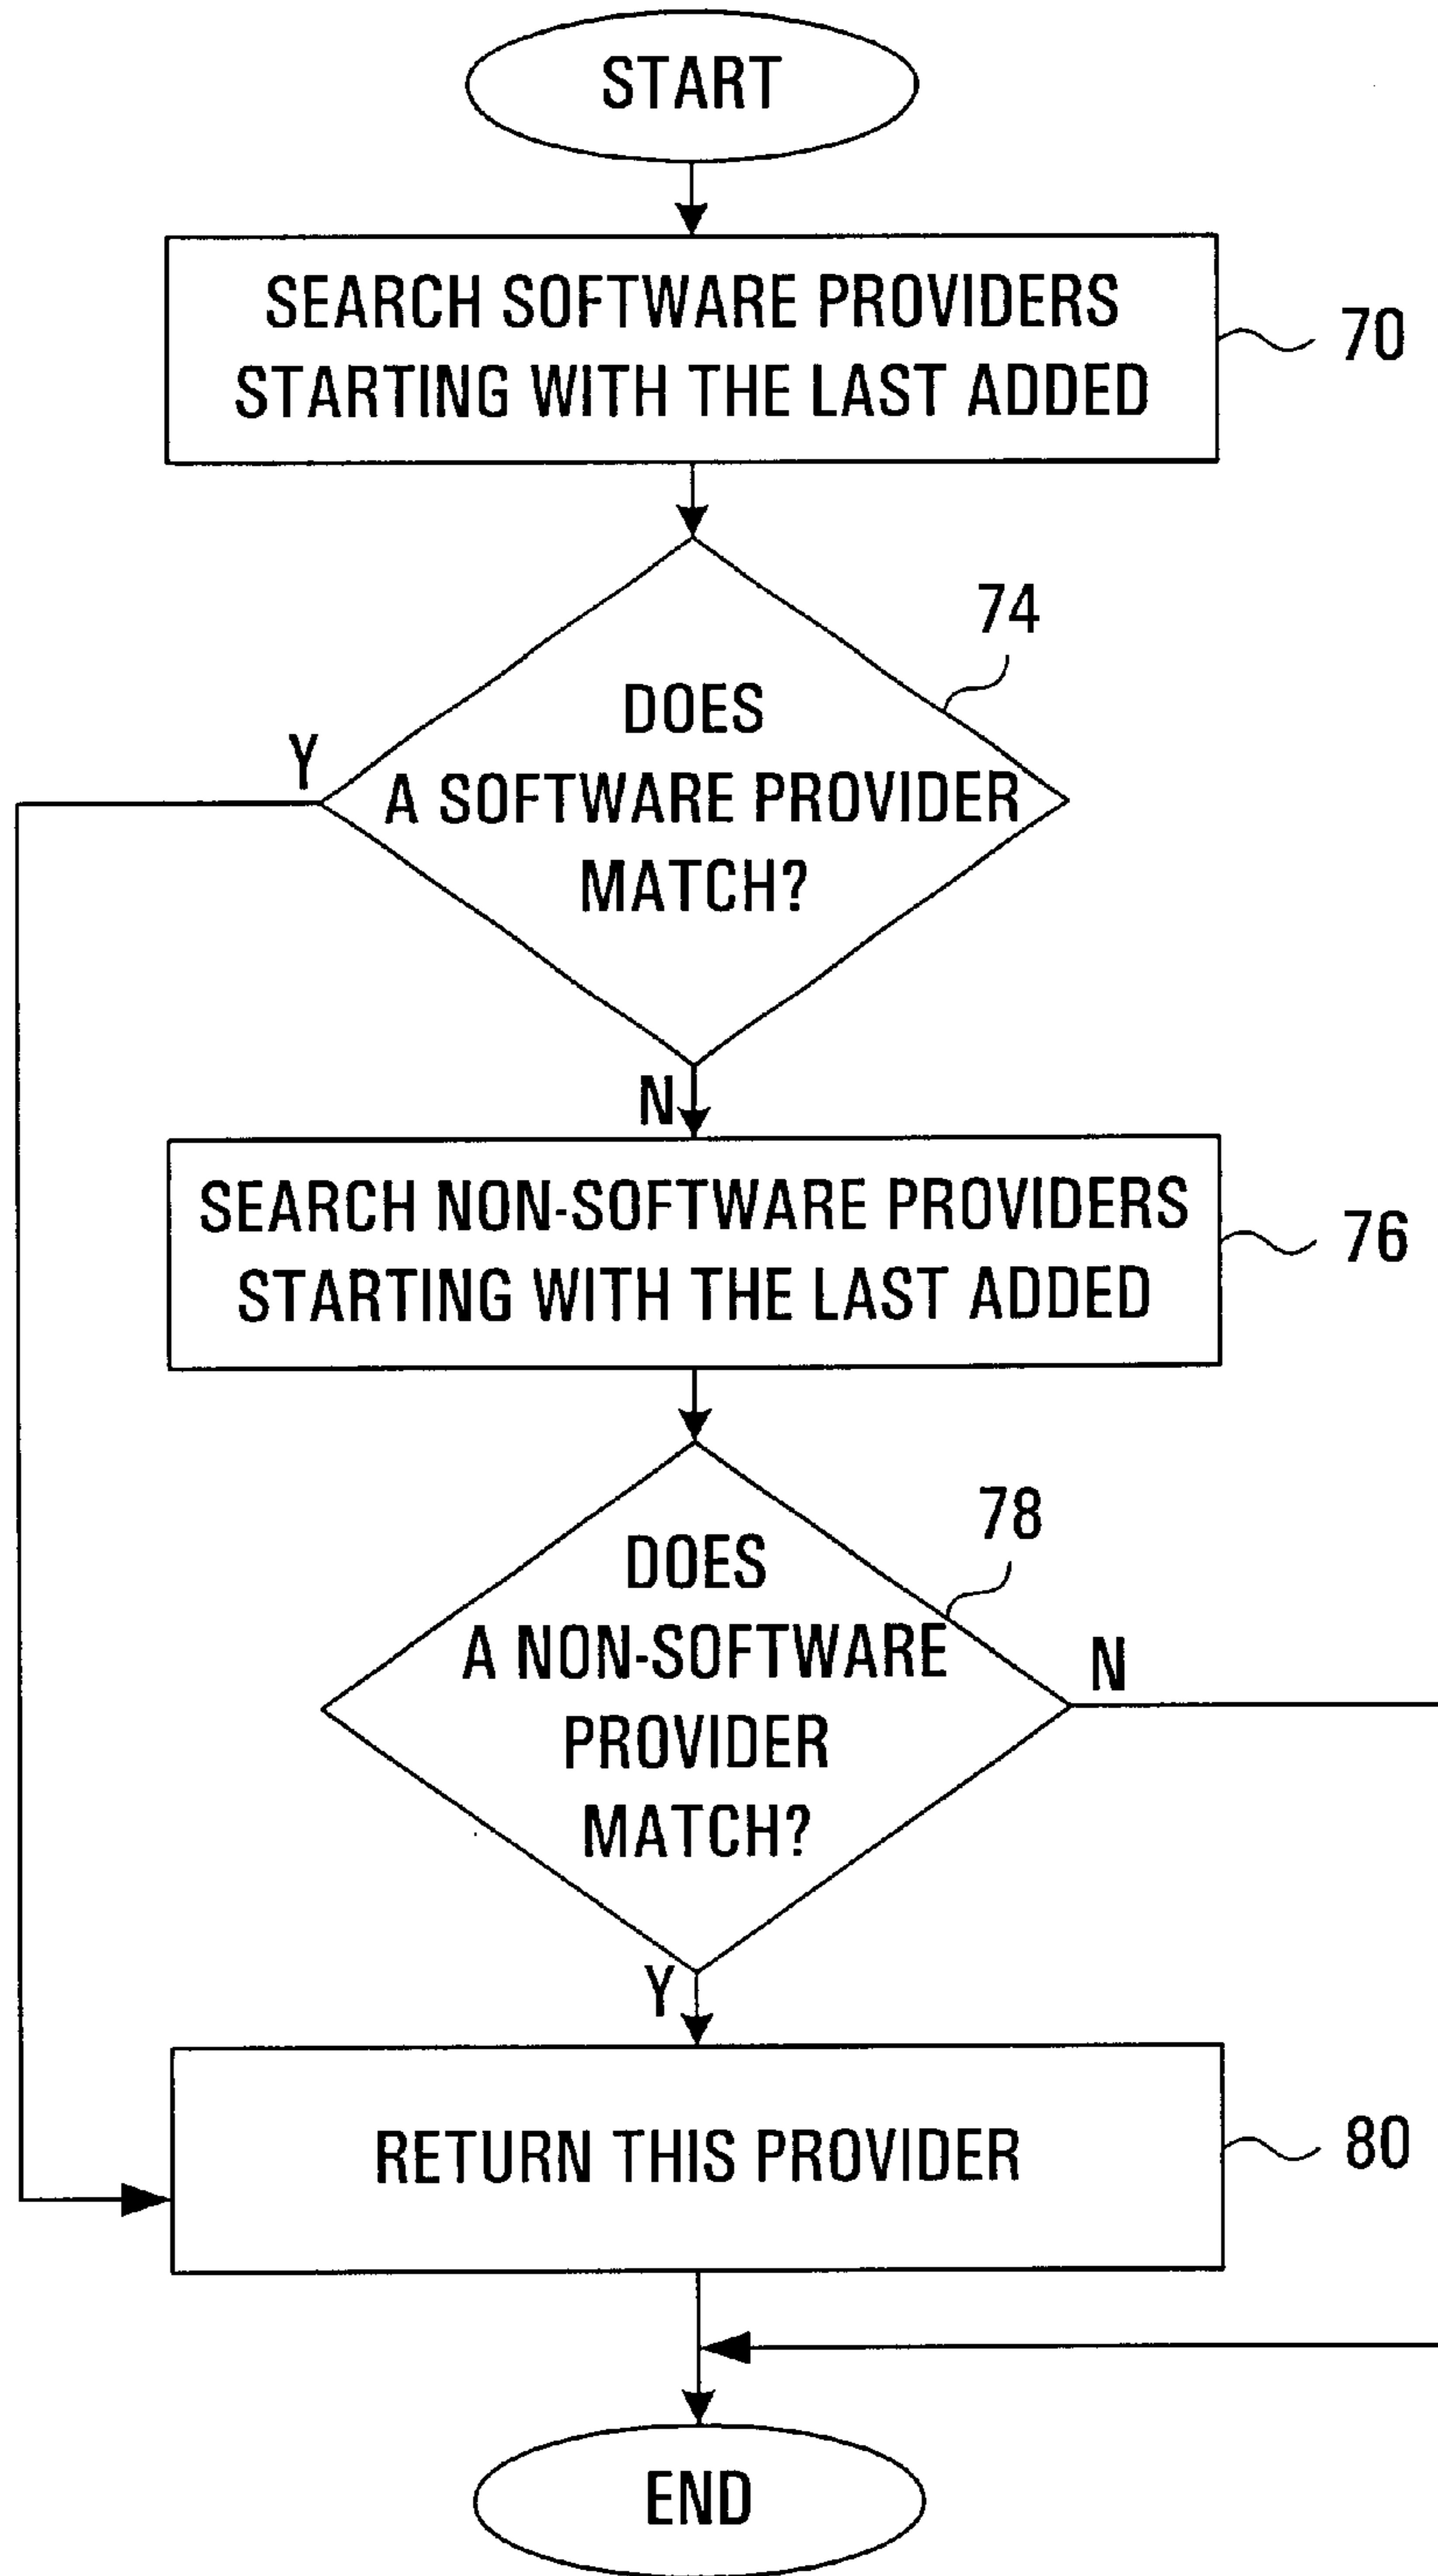 START
SEARCH SOFTWARE PROVIDERS
STARTING WITH THE LAST ADDED
70
74
DOES
A SOFTWARE PROVIDER
MATCH?
Y
N
SEARCH NON-SOFTWARE PROVIDERS
STARTING WITH THE LAST ADDED
76
78
DOES
A NON-SOFTWARE
PROVIDER
MATCH?
N
Y
RETURN THIS PROVIDER
80
END